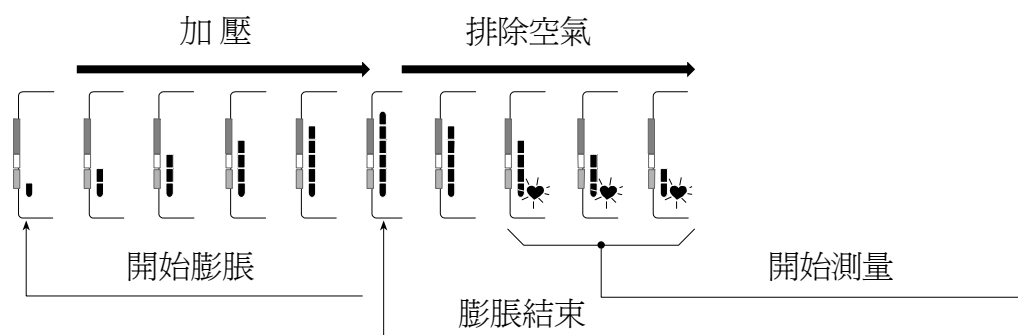 加 壓
排除空氣
開始膨脹
開始測量
膨脹結束